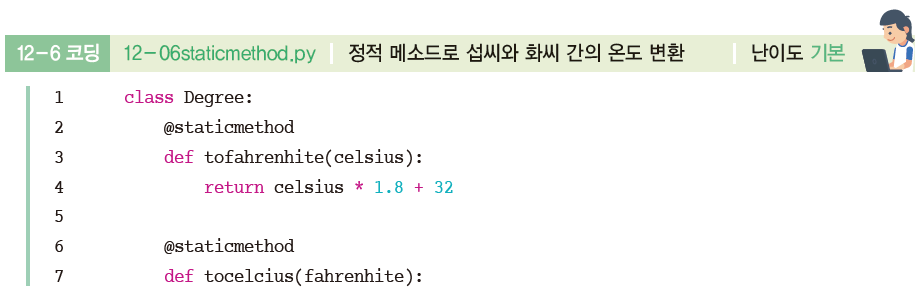 12-6 코딩 12-06staticmethod.py 정적 메소드로 섭씨와 화씨 간의 온도 변환 난이도 기본
1 class Degree:
2 @staticmethod
3 def tofahrenhite(celsius):
4 return celsius * 1.8 + 32
5
6 @staticmethod
7 def tocelcius(fahrenhite):